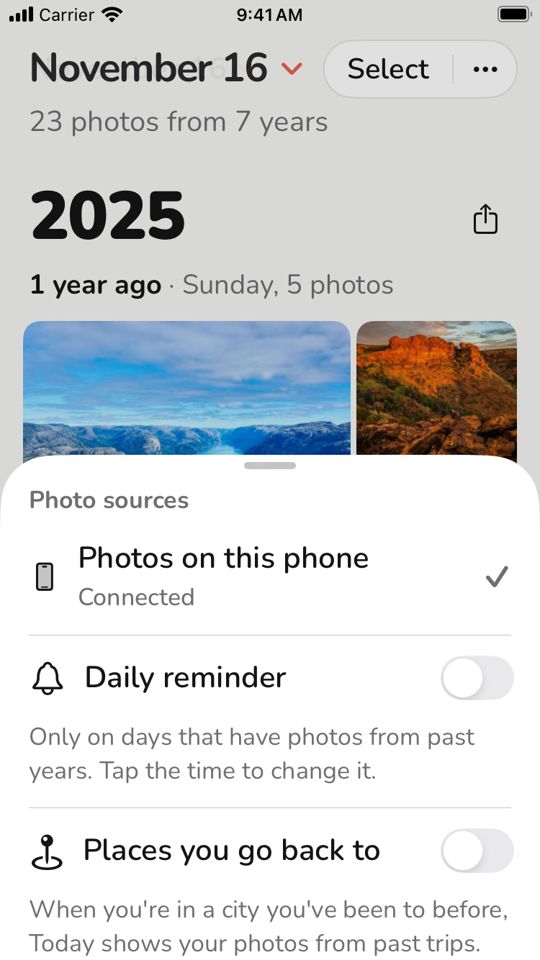 Carrier 9:41 AM
November 16
Select
23 photos from 7 years
2025
1 year ago · Sunday, 5 photos
Photo sources
Photos on this phone
Connected
Daily reminder
Only on days that have photos from past
years. Tap the time to change it.
Places you go back to
When you're in a city you've been to before,
Today shows your photos from past trips.